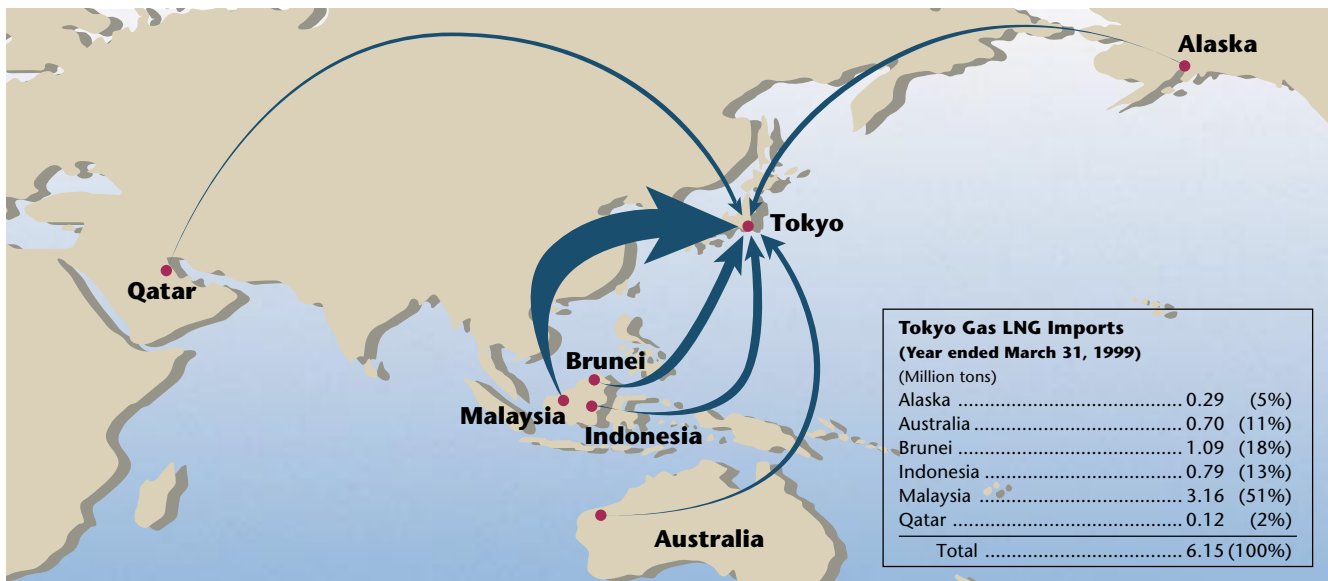 Alaska
Tokyo
Qatar
Brunei
Malaysia
Indonesia
Australia
Tokyo Gas LNG Imports
(Year ended March 31, 1999)
(Million tons)
Alaska ........................................ 0.29 (5%)
Australia ..................................... 0.70 (11%)
Brunei ........................................ 1.09 (18%)
Indonesia .................................... 0.79 (13%)
Malaysia ..................................... 3.16 (51%)
Qatar ......................................... 0.12 (2%)
Total .................................. 6.15 (100%)